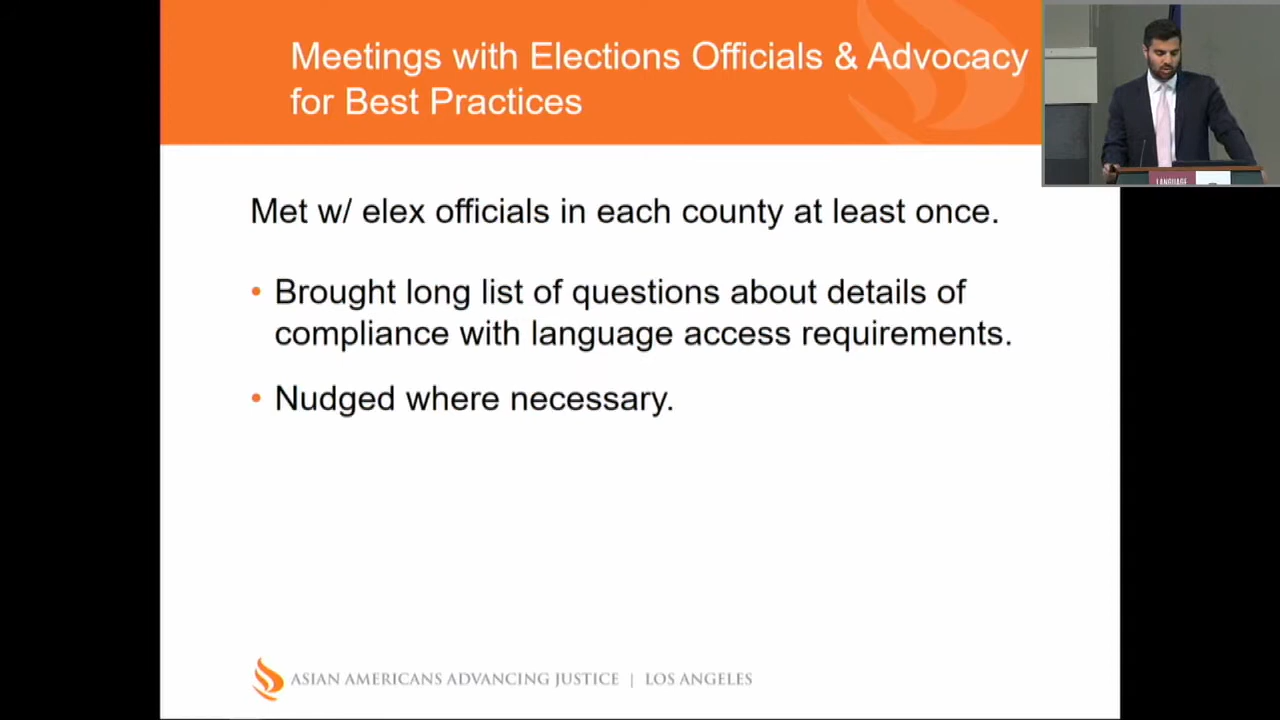 Meetings with Elections Officials & Advocacy
for Best Practices
Met w/ elex officials in each county at least once.
• Brought long list of questions about details of
compliance with language access requirements.
• Nudged where necessary.
ASIAN AMERICANS ADVANCING JUSTICE | LOS ANGELES
LANGUAGE